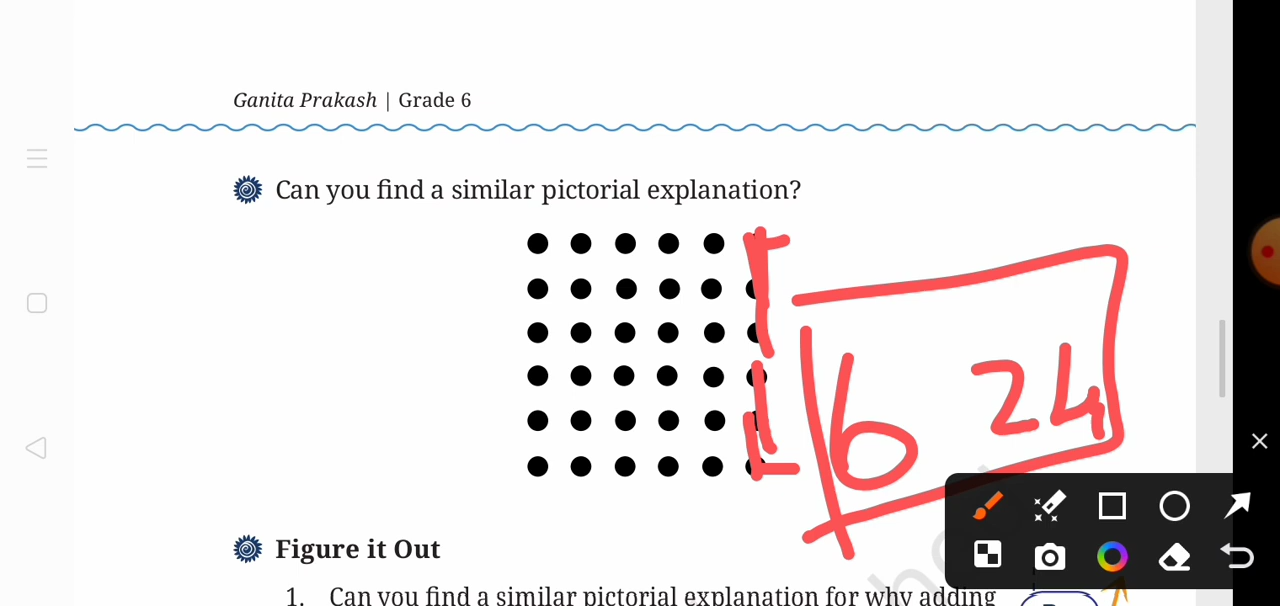 Ganita Prakash | Grade 6
Can you find a similar pictorial explanation?
6 24
Figure it Out
1. Can you find a similar pictorial explanation for why adding